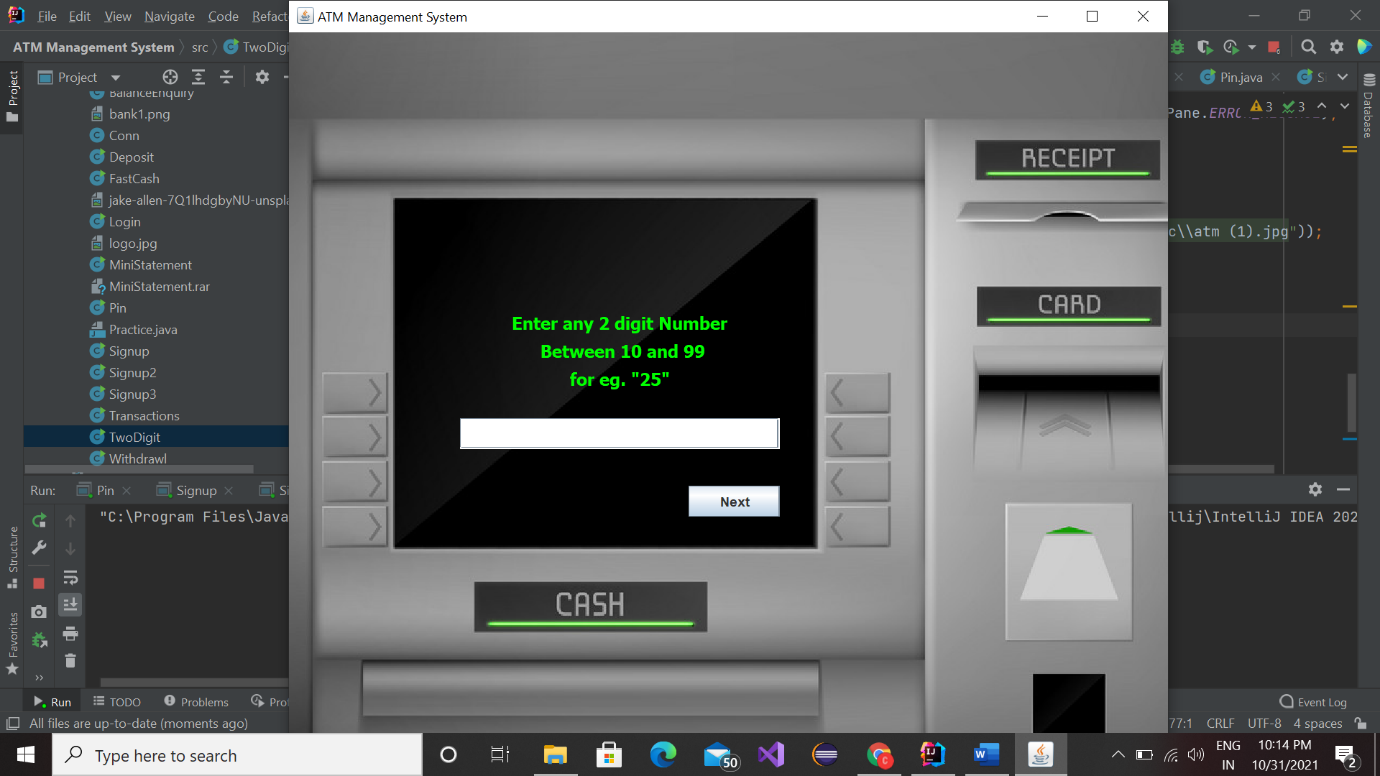 File Edit View Navigate Code Refact
ATM Management System
ATM Management System src TwoDig
Project
Project
BalanceEnquiry
bank1.png
Conn
Deposit
FastCash
jake-allen-7Q1lhdgbyNU-unspla
Login
logo.jpg
MiniStatement
MiniStatement.rar
Pin
Practice.java
Signup
Signup2
Signup3
Transactions
TwoDigit
Withdrawl
Enter any 2 digit Number
Between 10 and 99
for eg. "25"
Next
CASH
RECEIPT
CARD
Pin.java S
3 3
c\\atm (1).jpg"));
Database
Run: Pin Signup Si
"C:\Program Files\Java
llij\IntelliJ IDEA 202
Structure
Favorites
Run TODO Problems Prof
Event Log
All files are up-to-date (moments ago)
77:1 CRLF UTF-8 4 spaces
Type here to search
50
ENG
IN
10:14 PM
10/31/2021
2